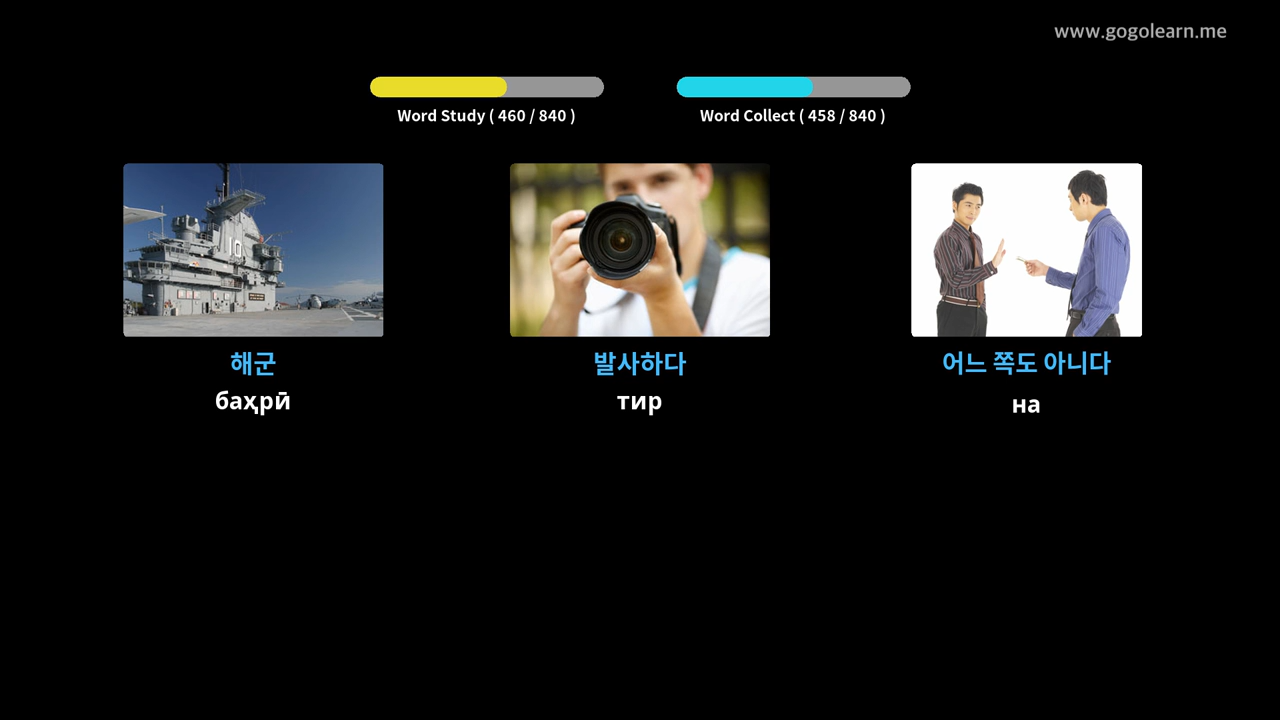 www.gogolearn.me
Word Study ( 460 / 840 )
Word Collect ( 458 / 840 )
10
해군
баҳрӣ
발사하다
тир
어느 쪽도 아니다
на